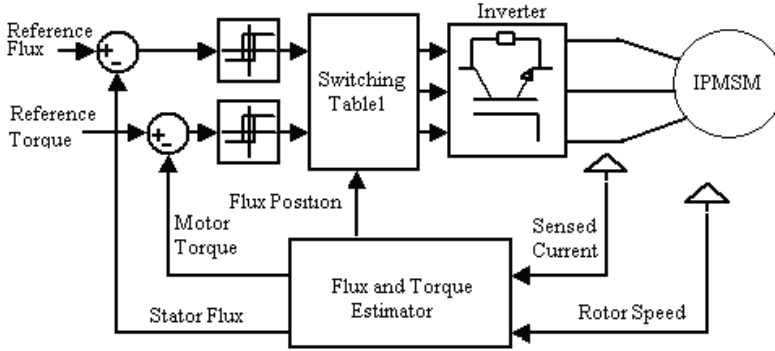 Inverter
Reference
Flux
+
-
Switching
Table1
IPMSM
Reference
Torque
+
-
Flux Position
Motor
Torque
Sensed
Current
Flux and Torque
Estimator
Stator Flux
Rotor Speed